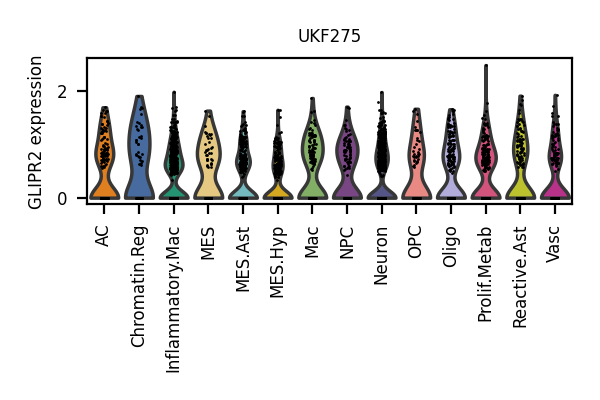 UKF275
GLIPR2 expression
2
0
AC
Chromatin.Reg
Inflammatory.Mac
MES
MES.Ast
MES.Hyp
Mac
NPC
Neuron
OPC
Oligo
Prolif.Metab
Reactive.Ast
Vasc